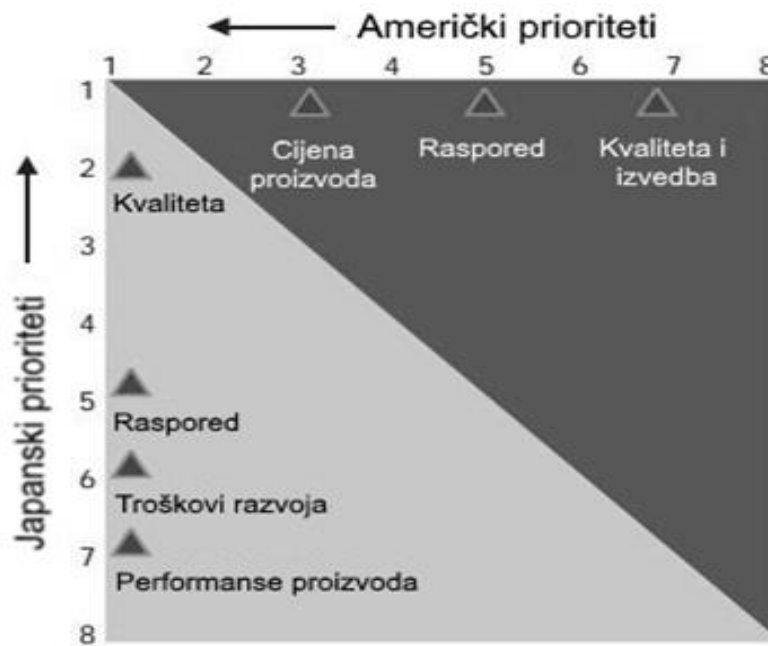 Amerićki prioriteti
1 2 3 4 5 6 7 8
1
Cijena proizvoda
Raspored
Kvaliteta i izvedba
2
Kvaliteta
3
4
Japanski prioriteti
5
Raspored
6
Troškovi razvoja
7
Performanse proizvoda
8